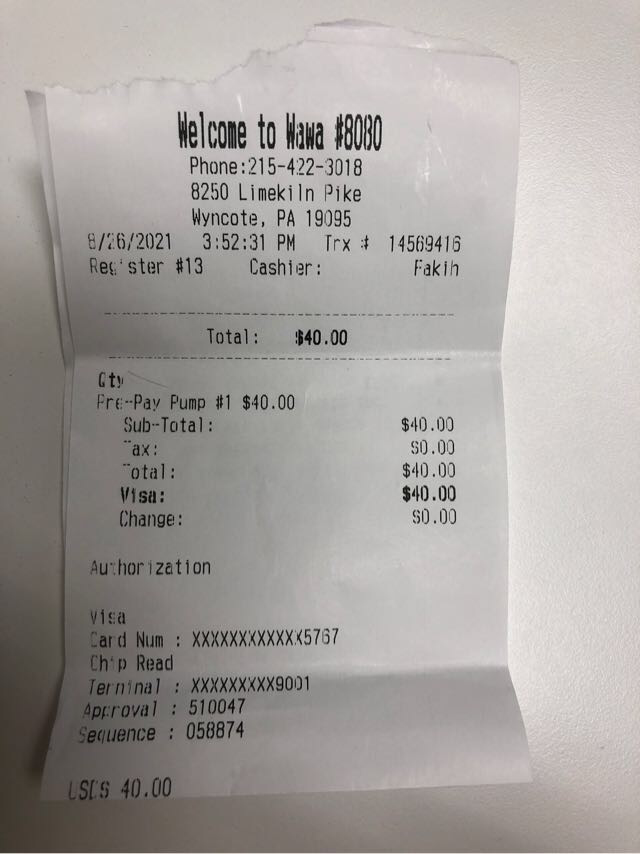 Welcome to Wawa #8080
Phone:215-422-3018
8250 Limekiln Pike
Wyncote, PA 19095
8/26/2021 3:52:31 PM Trx # 14569416
Register #13 Cashier: Fakih
Total: $40.00
Qty
Pre-Pay Pump #1 $40.00
Sub-Total: $40.00
Tax: $0.00
Total: $40.00
Visa: $40.00
Change: $0.00
Authorization
Visa
Card Num : XXXXXXXXXXXX5767
Chip Read
Terminal : XXXXXXXXX9001
Approval : 510047
Sequence : 058874
USD$ 40.00